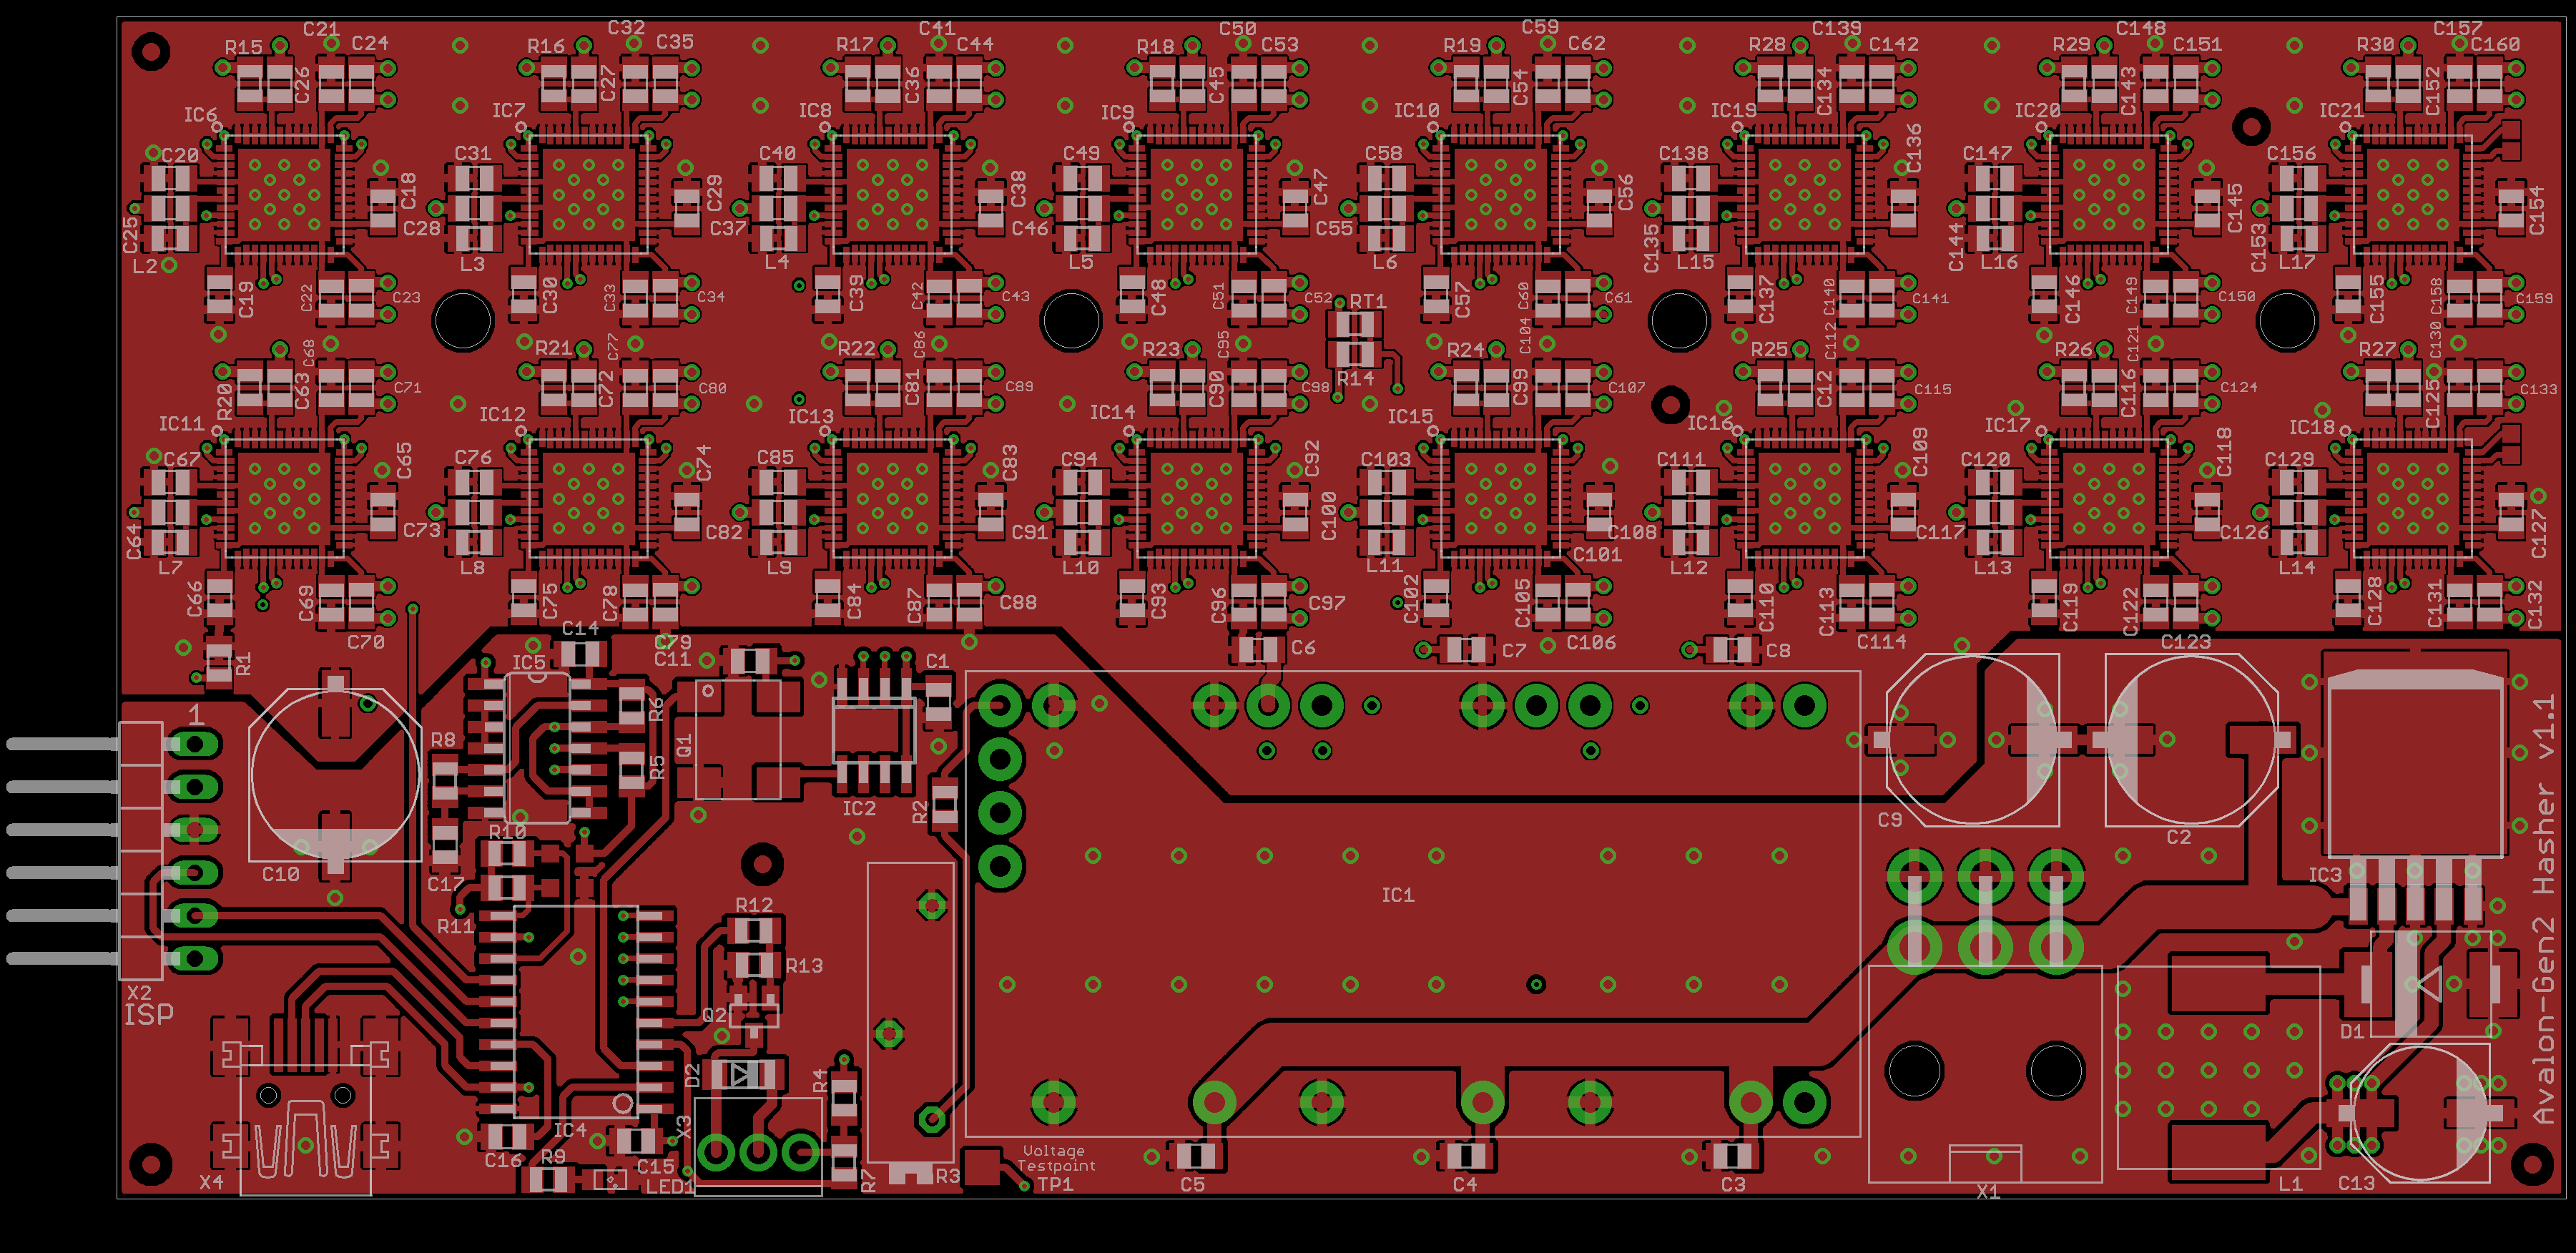 C21 C32 C41 C50 C59 C139 C148 C157
R15 C24 R16 C35 R17 C44 R18 C53 R19 C62 R28 C142 R29 C151 R30 C160
C26 C27 C36 C45 C54 C134 C143 C152
IC6 IC7 IC8 IC9 IC10 IC19 IC20 IC21
C20 C31 C40 C49 C58 C138 C136 C147 C156
C18 C29 C38 C47 C56 C145 C154
C25 C28 C37 C46 C55 C135 C144 C153
L2 L3 L4 L5 L6 L15 L16 L17
C19 C22 C23 C30 C33 C34 C39 C42 C43 C48 C51 C52 RT1 C57 C60 C61 C137 C140 C141 C146 C149 C150 C155 C158 C159
C68 R21 C77 R22 C86 R23 C95 R14 R24 C104 R25 C112 R26 C121 R27 C130
R20 C63 C71 C72 C80 C81 C89 C90 C98 C99 C107 C12 C115 C116 C124 C125 C133
IC11 IC12 IC13 IC14 IC15 IC16 IC17 IC18
C67 C65 C76 C74 C85 C83 C94 C92 C103 C111 C109 C120 C118 C129
C64 C73 C82 C91 C100 C108 C117 C126 C127
L7 L8 L9 L10 L11 C101 L12 L13 L14
C66 C69 C75 C78 C84 C87 C88 C93 C96 C97 C102 C105 C110 C113 C119 C122 C128 C131 C132
C70 C14 C79 C106 C114 C123
R1 IC5 C11 C1 C6 C7 C8
1 R6 Avalon-Gen2 Hasher v1.1
R8 R5 Q1
IC2 R2 C9 C2
R10
C10 C17 IC3
IC1
R11 R12
R13
X2
ISP Q2 D1
D2 R4
X3
IC4
C16 C15 Voltage
Testpoint
X4 R9 LED1 R7 R3 TP1 C5 C4 C3 X1 L1 C13